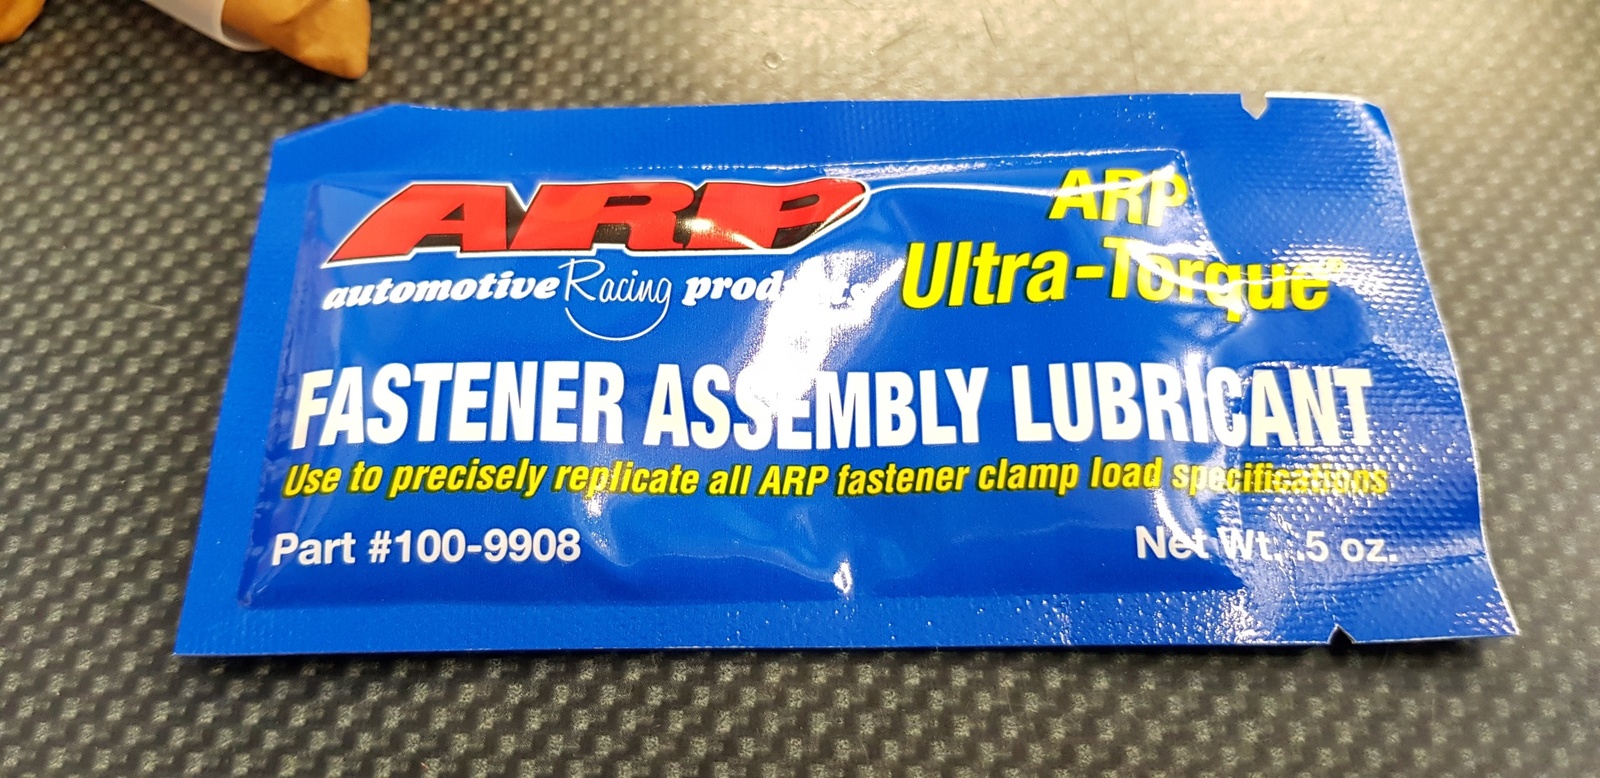 ARP
automotive Racing products
ARP
Ultra-Torque®
FASTENER ASSEMBLY LUBRICANT
Use to precisely replicate all ARP fastener clamp load specifications
Part #100-9908
Net Wt. .5 oz.